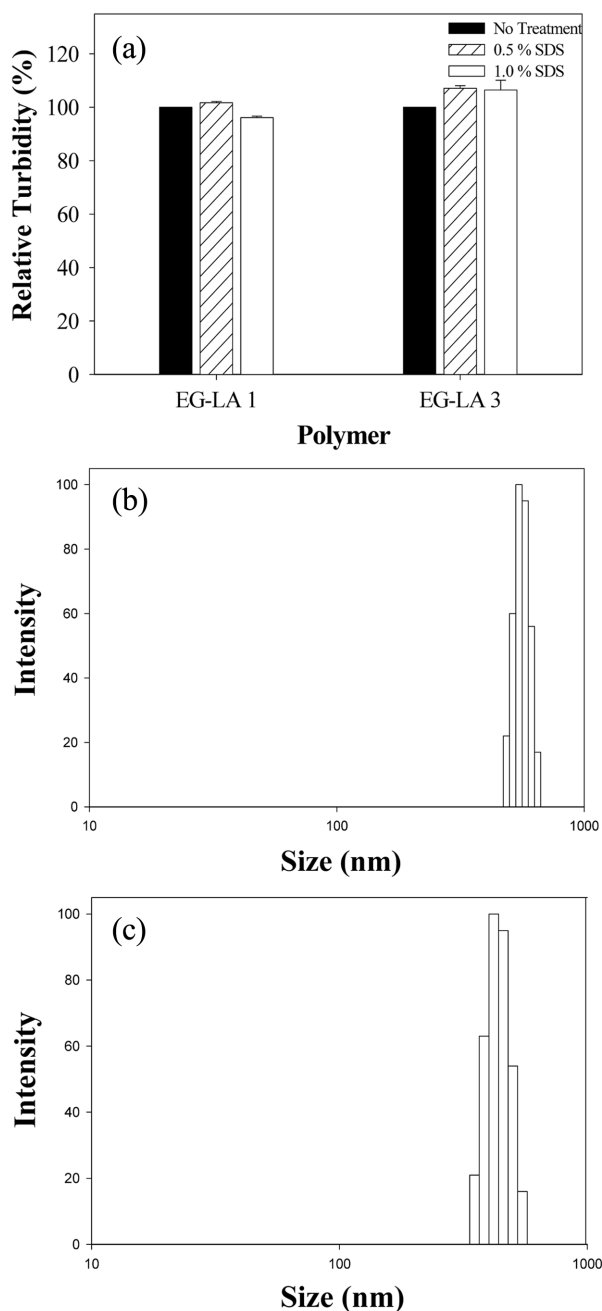 (a)
No Treatment
0.5 % SDS
1.0 % SDS
Relative Turbidity (%)
120
100
80
60
40
120
0
EG-LA 1 EG-LA 3
Polymer
(b)
Intensity
100
80
60
40
20
0
10 100 1000
Size (nm)
(c)
Intensity
100
80
60
40
20
0
10 100 1000
Size (nm)